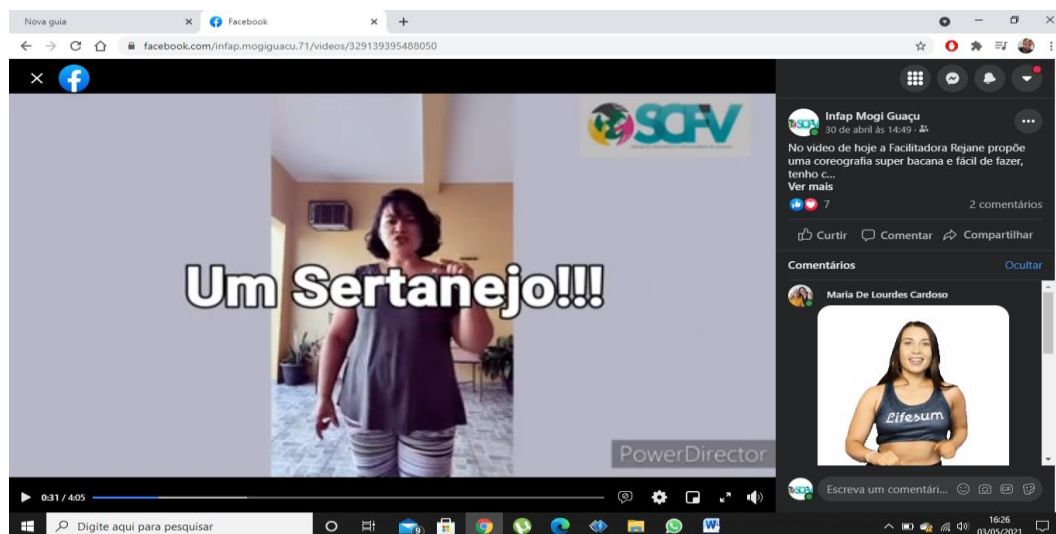 Nova guia
Facebook
facebook.com/infap.mogiguacu.71/videos/329139395488050
SCFV
Um Sertanejo!!!
PowerDirector
0:31 / 4:05
Infap Mogi Guaçu
30 de abril às 14:49
No video de hoje a Facilitadora Rejane propõe
uma coreografia super bacana e fácil de fazer,
tenho c...
Ver mais
7
2 comentários
Curtir
Comentar
Compartilhar
Comentários
Ocultar
Maria De Lourdes Cardoso
Lifesum
Escreva um comentári...
GIF
Digite aqui para pesquisar
16:26
03/05/2021